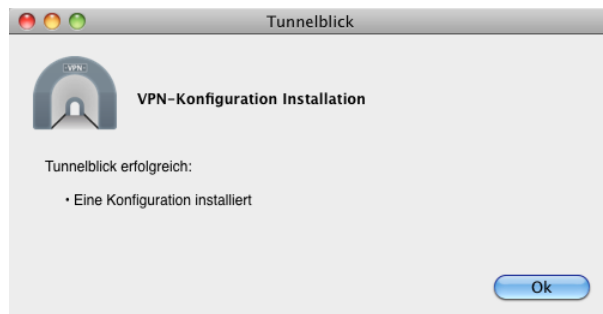 Tunnelblick
VPN
VPN-Konfiguration Installation
Tunnelblick erfolgreich:
• Eine Konfiguration installiert
Ok